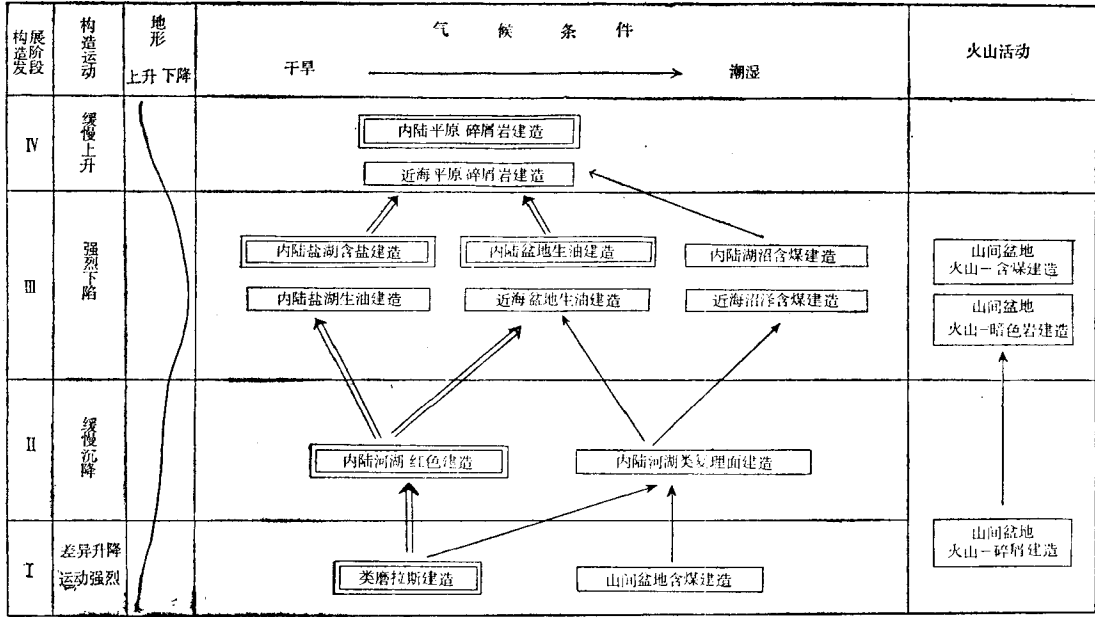 构造发展阶段
构造运动
地形
上升 下降
气候条件
干旱
潮湿
火山活动
Ⅳ
缓慢上升
内陆平原碎屑岩建造
近海平原碎屑岩建造
Ⅲ
强烈下陷
内陆盐湖含盐建造
内陆盆地生油建造
内陆湖沼含煤建造
山间盆地
火山-含煤建造
内陆盐湖生油建造
近海盆地生油建造
近海沼泽含煤建造
山间盆地
火山-暗色岩建造
Ⅱ
缓慢沉降
内陆河湖红色建造
内陆河湖类复理面建造
Ⅰ
差异升降
运动强烈
类磨拉斯建造
山间盆地含煤建造
山间盆地
火山-碎屑建造